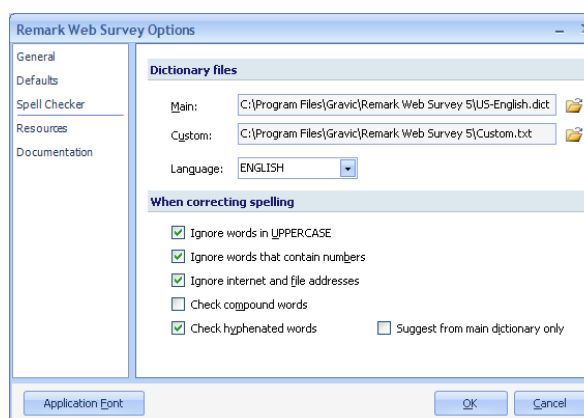 Remark Web Survey Options
General
Defaults
Spell Checker
Resources
Documentation
Dictionary files
Main: C:\Program Files\Gravic\Remark Web Survey 5\US-English.dict
Custom: C:\Program Files\Gravic\Remark Web Survey 5\Custom.txt
Language: ENGLISH
When correcting spelling
Ignore words in UPPERCASE
Ignore words that contain numbers
Ignore internet and file addresses
Check compound words
Check hyphenated words Suggest from main dictionary only
Application Font OK Cancel